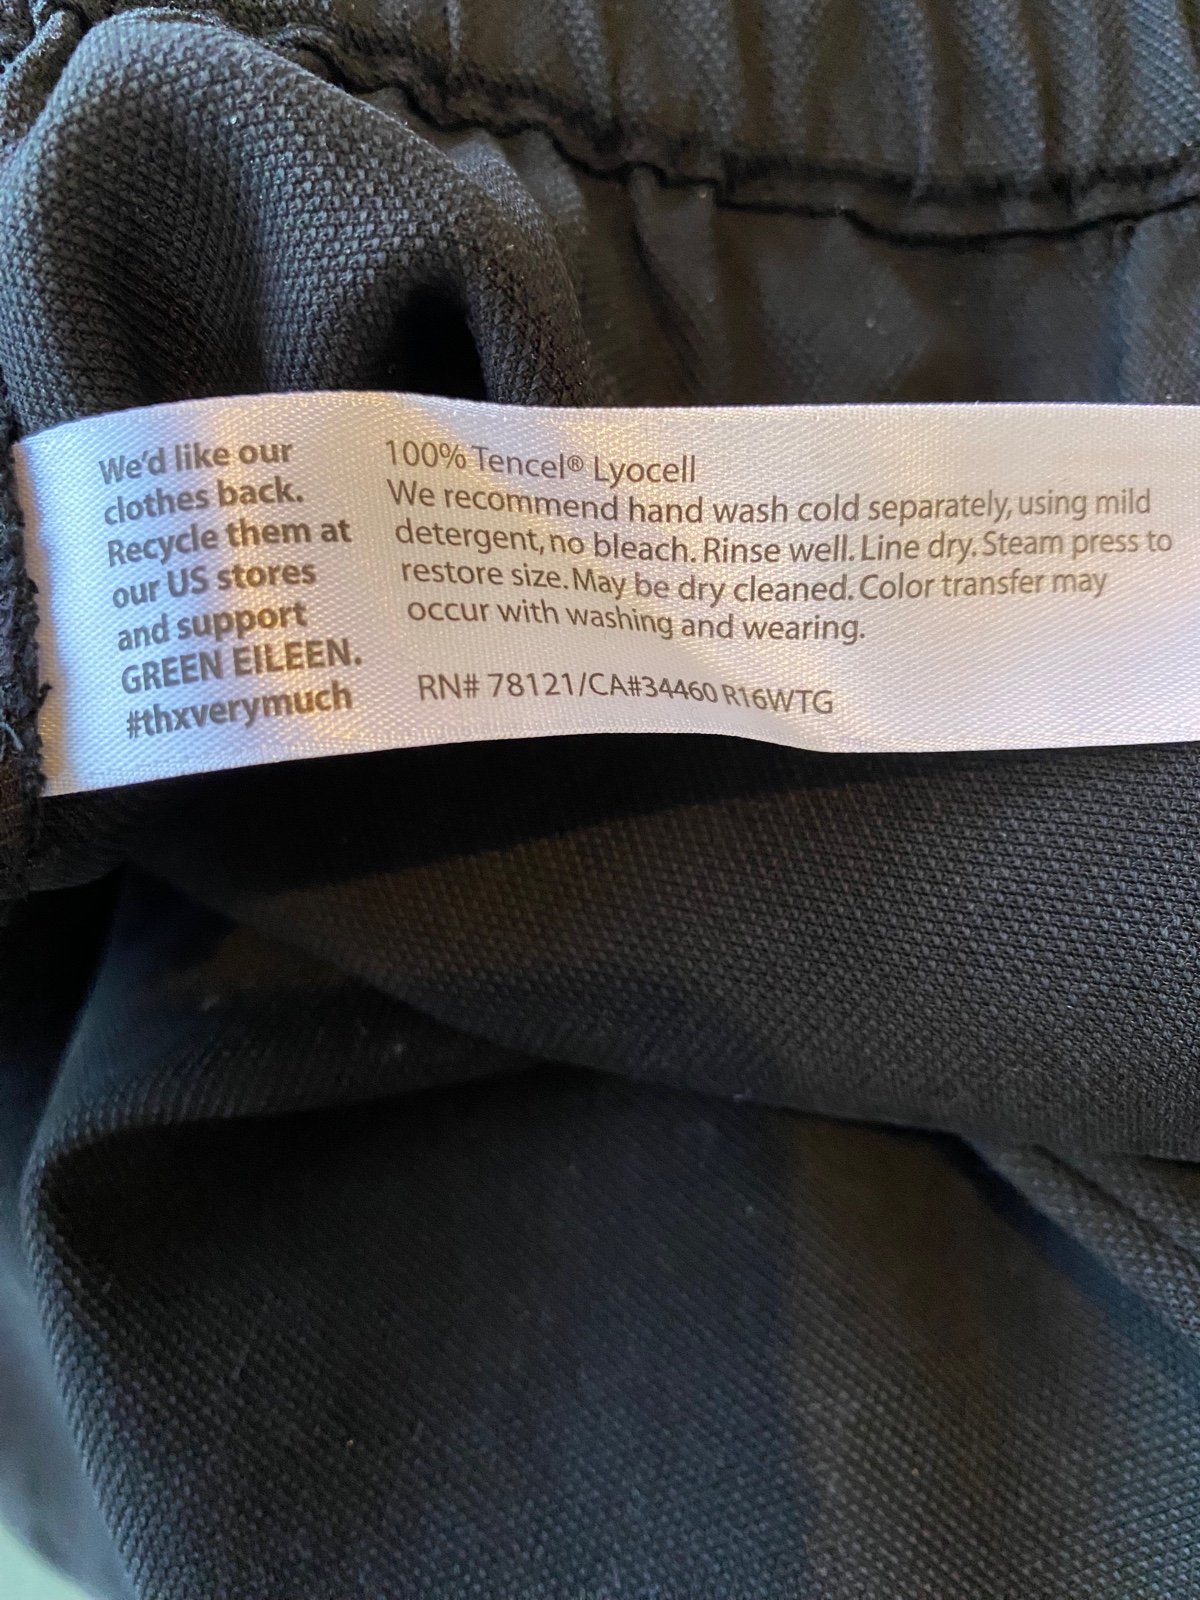 We'd like our
clothes back.
Recycle them at
our US stores
and support
GREEN EILEEN.
#thxverymuch
100% Tencel® Lyocell
We recommend hand wash cold separately, using mild
detergent, no bleach. Rinse well. Line dry. Steam press to
restore size. May be dry cleaned. Color transfer may
occur with washing and wearing.
RN# 78121/CA#34460 R16WTG